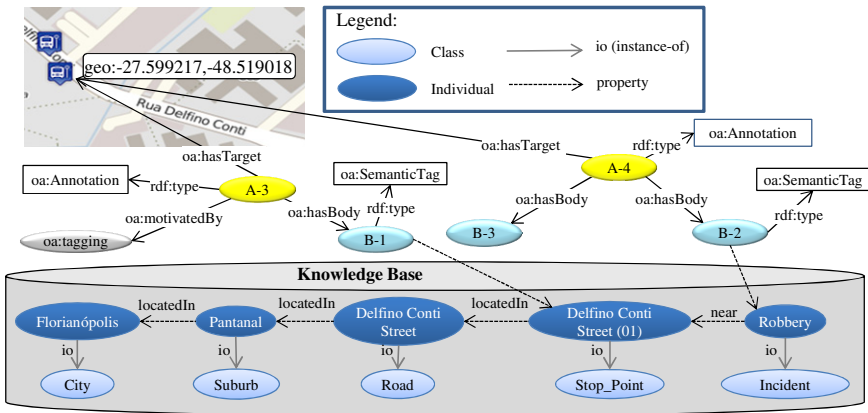 geo:-27.599217,-48.519018
Rua Delfino Conti
Legend:
Class
io (instance-of)
Individual
property
oa:hasTarget
oa:hasTarget
rdf:type
oa:Annotation
oa:Annotation
rdf:type
A-3
oa:SemanticTag
A-4
oa:SemanticTag
oa:motivatedBy
oa:hasBody
rdf:type
oa:hasBody
oa:hasBody
rdf:type
oa:tagging
B-1
B-3
B-2
Knowledge Base
Florianópolis
locatedIn
Pantanal
locatedIn
Delfino Conti
Street
locatedIn
Delfino Conti
Street (01)
near
Robbery
io
io
io
io
io
City
Suburb
Road
Stop_Point
Incident